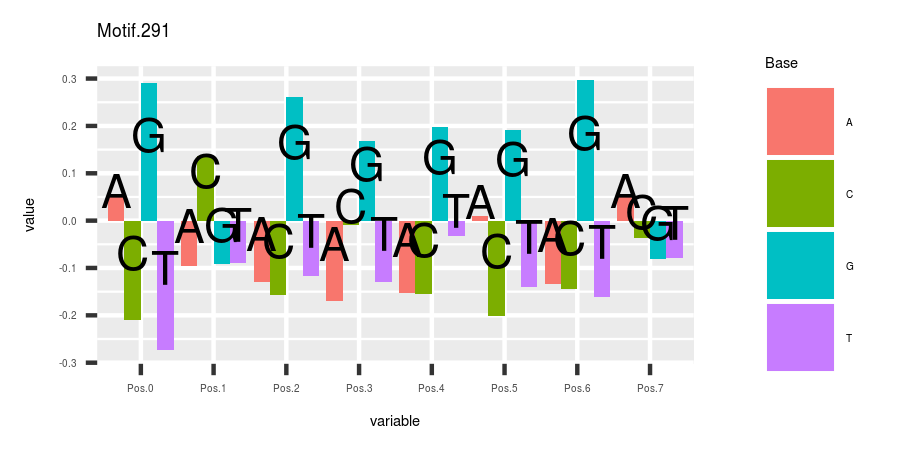 Motif.291
value
0.3
0.2
0.1
0.0
-0.1
-0.2
-0.3
A C G T
A C G T
A C G T
A C G T
A C G T
A C G T
A C G T
A C G T
Pos.0 Pos.1 Pos.2 Pos.3 Pos.4 Pos.5 Pos.6 Pos.7
variable
Base
A
C
G
T